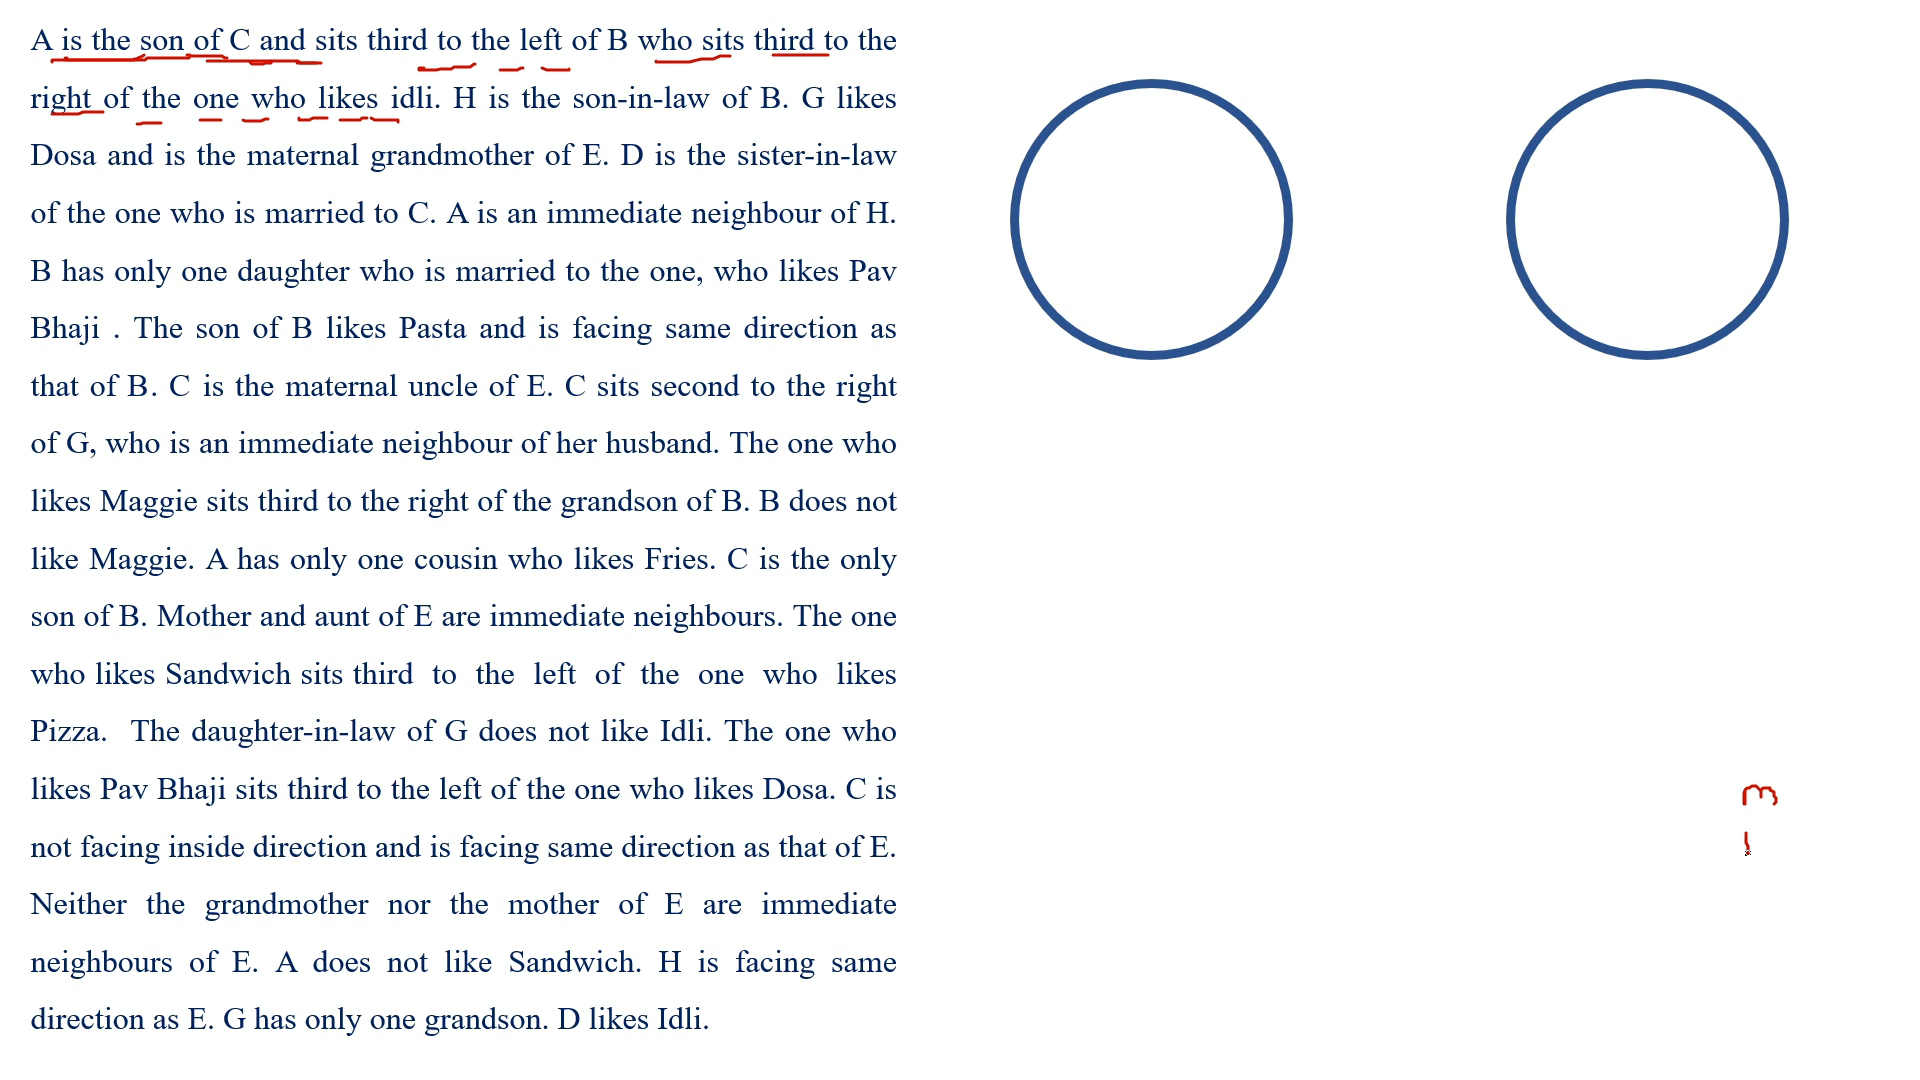 A is the son of C and sits third to the left of B who sits third to the
right of the one who likes idli. H is the son-in-law of B. G likes
Dosa and is the maternal grandmother of E. D is the sister-in-law
of the one who is married to C. A is an immediate neighbour of H.
B has only one daughter who is married to the one, who likes Pav
Bhaji . The son of B likes Pasta and is facing same direction as
that of B. C is the maternal uncle of E. C sits second to the right
of G, who is an immediate neighbour of her husband. The one who
likes Maggie sits third to the right of the grandson of B. B does not
like Maggie. A has only one cousin who likes Fries. C is the only
son of B. Mother and aunt of E are immediate neighbours. The one
who likes Sandwich sits third to the left of the one who likes
Pizza. The daughter-in-law of G does not like Idli. The one who
likes Pav Bhaji sits third to the left of the one who likes Dosa. C is
not facing inside direction and is facing same direction as that of E.
Neither the grandmother nor the mother of E are immediate
neighbours of E. A does not like Sandwich. H is facing same
direction as E. G has only one grandson. D likes Idli.